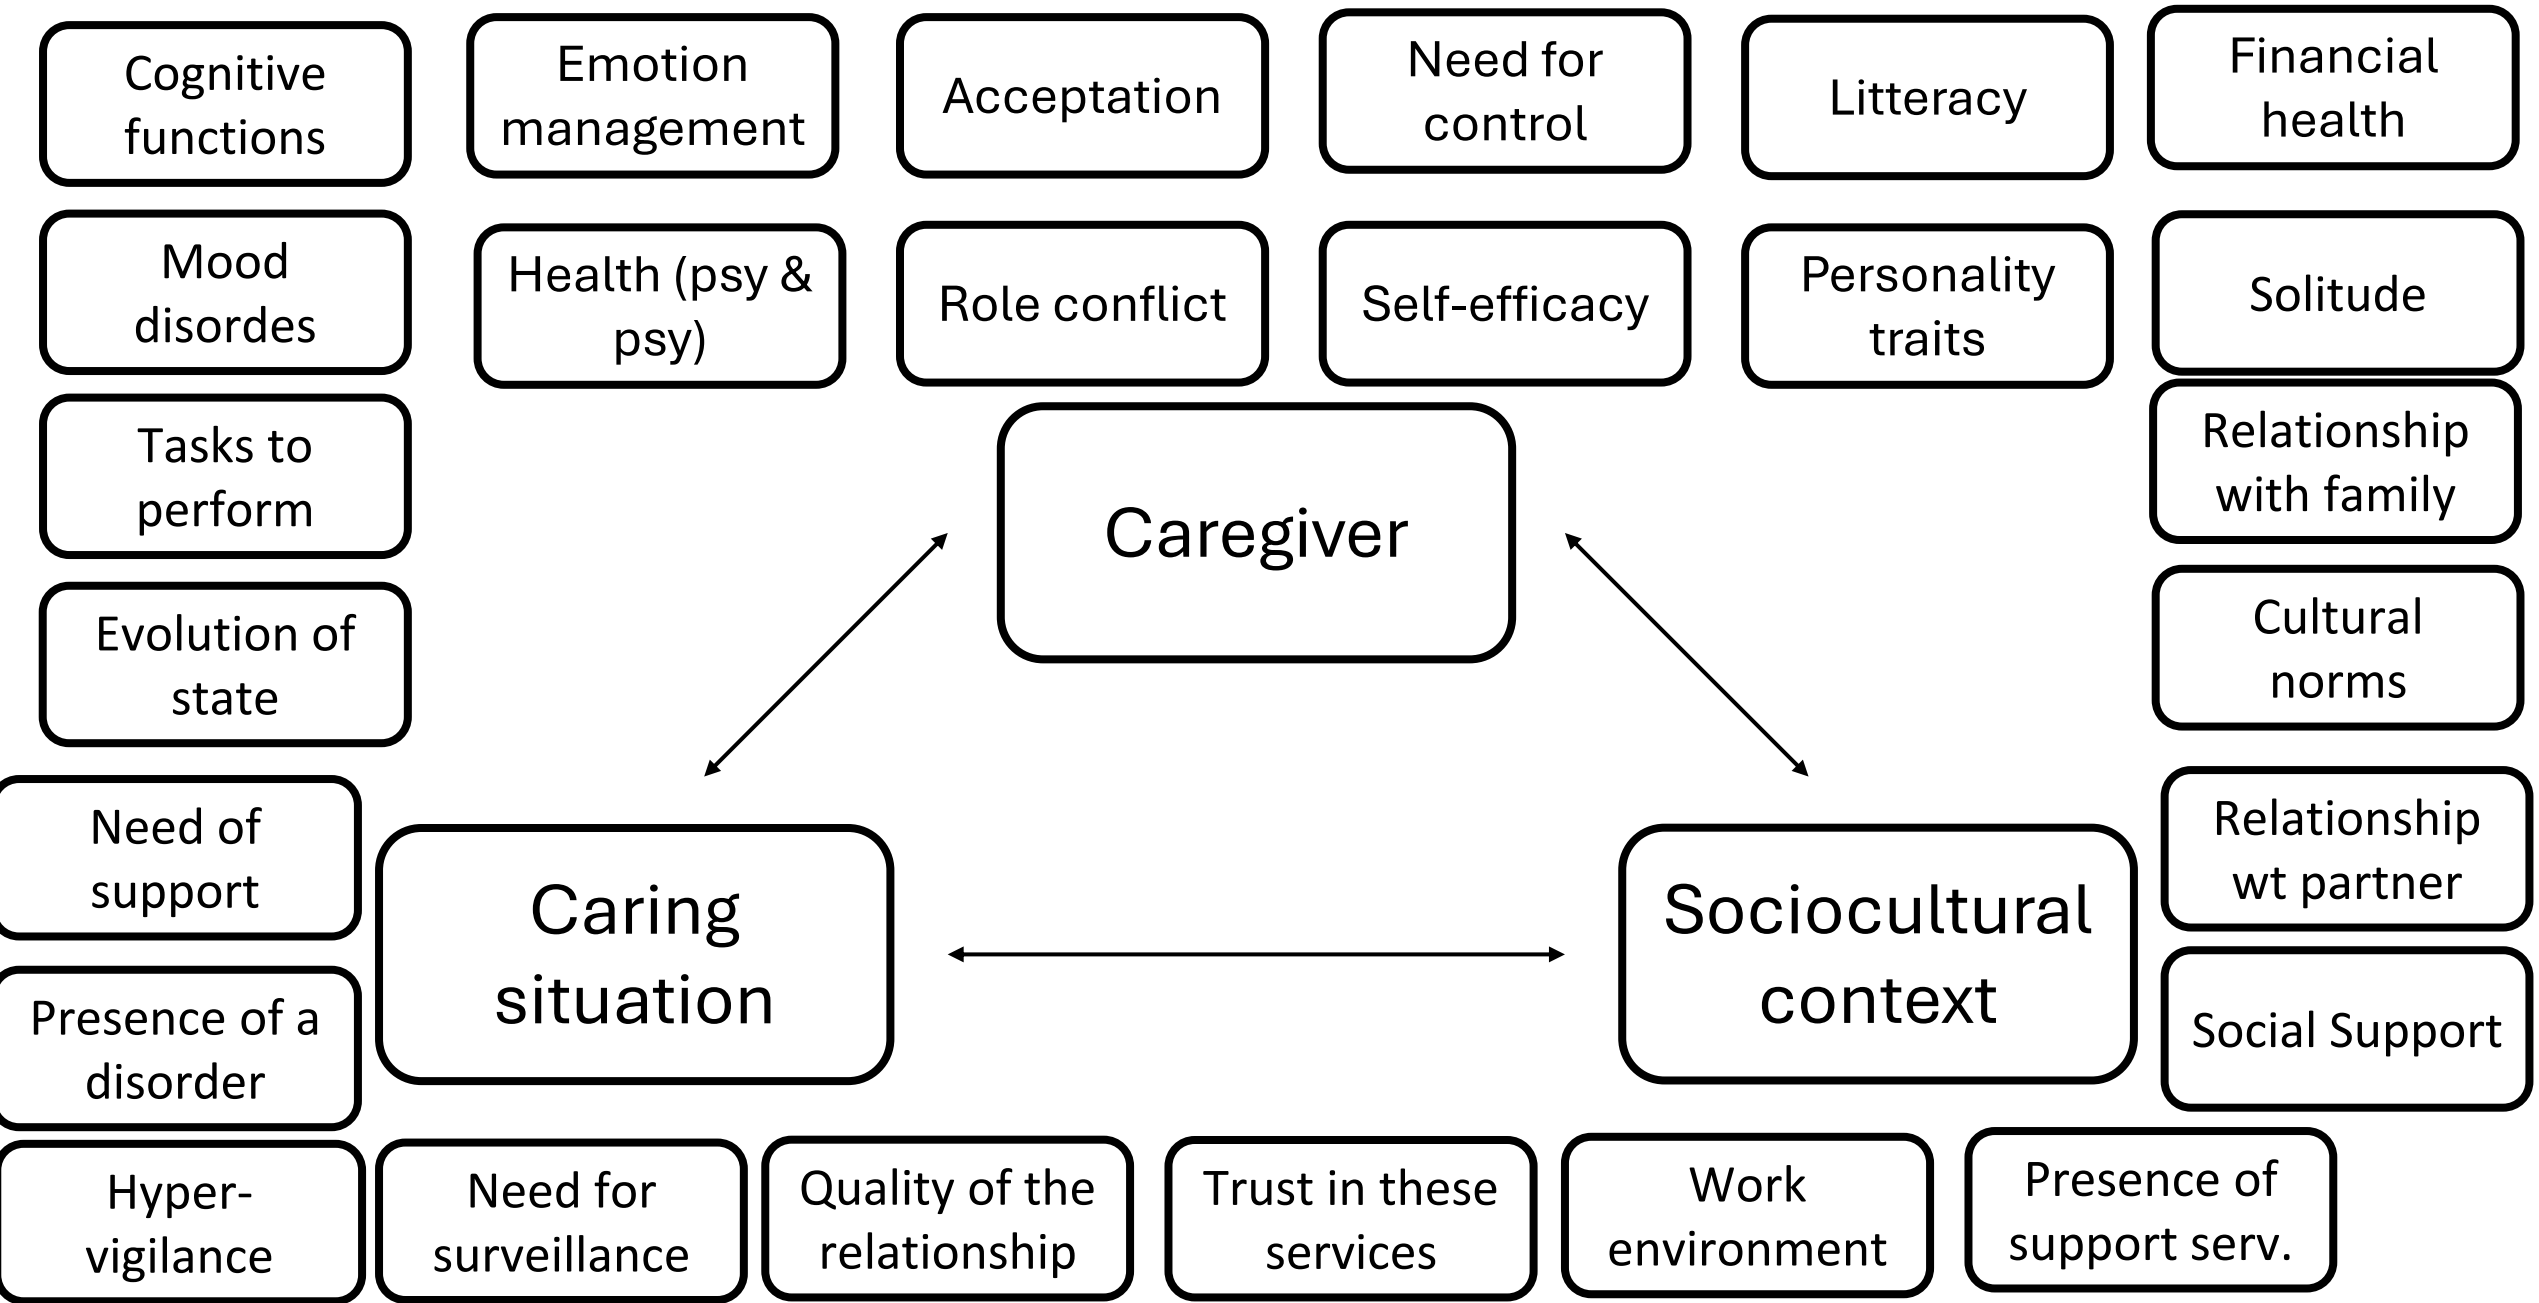 Cognitive
functions
Emotion
management
Acceptation
Need for
control
Litteracy
Financial
health
Mood
disordes
Health (psy &
psy)
Role conflict
Self-efficacy
Personality
traits
Solitude
Tasks to
perform
Caregiver
Relationship
with family
Evolution of
state
Cultural
norms
Need of
support
Caring
situation
Sociocultural
context
Relationship
wt partner
Presence of a
disorder
Social Support
Hyper-
vigilance
Need for
surveillance
Quality of the
relationship
Trust in these
services
Work
environment
Presence of
support serv.